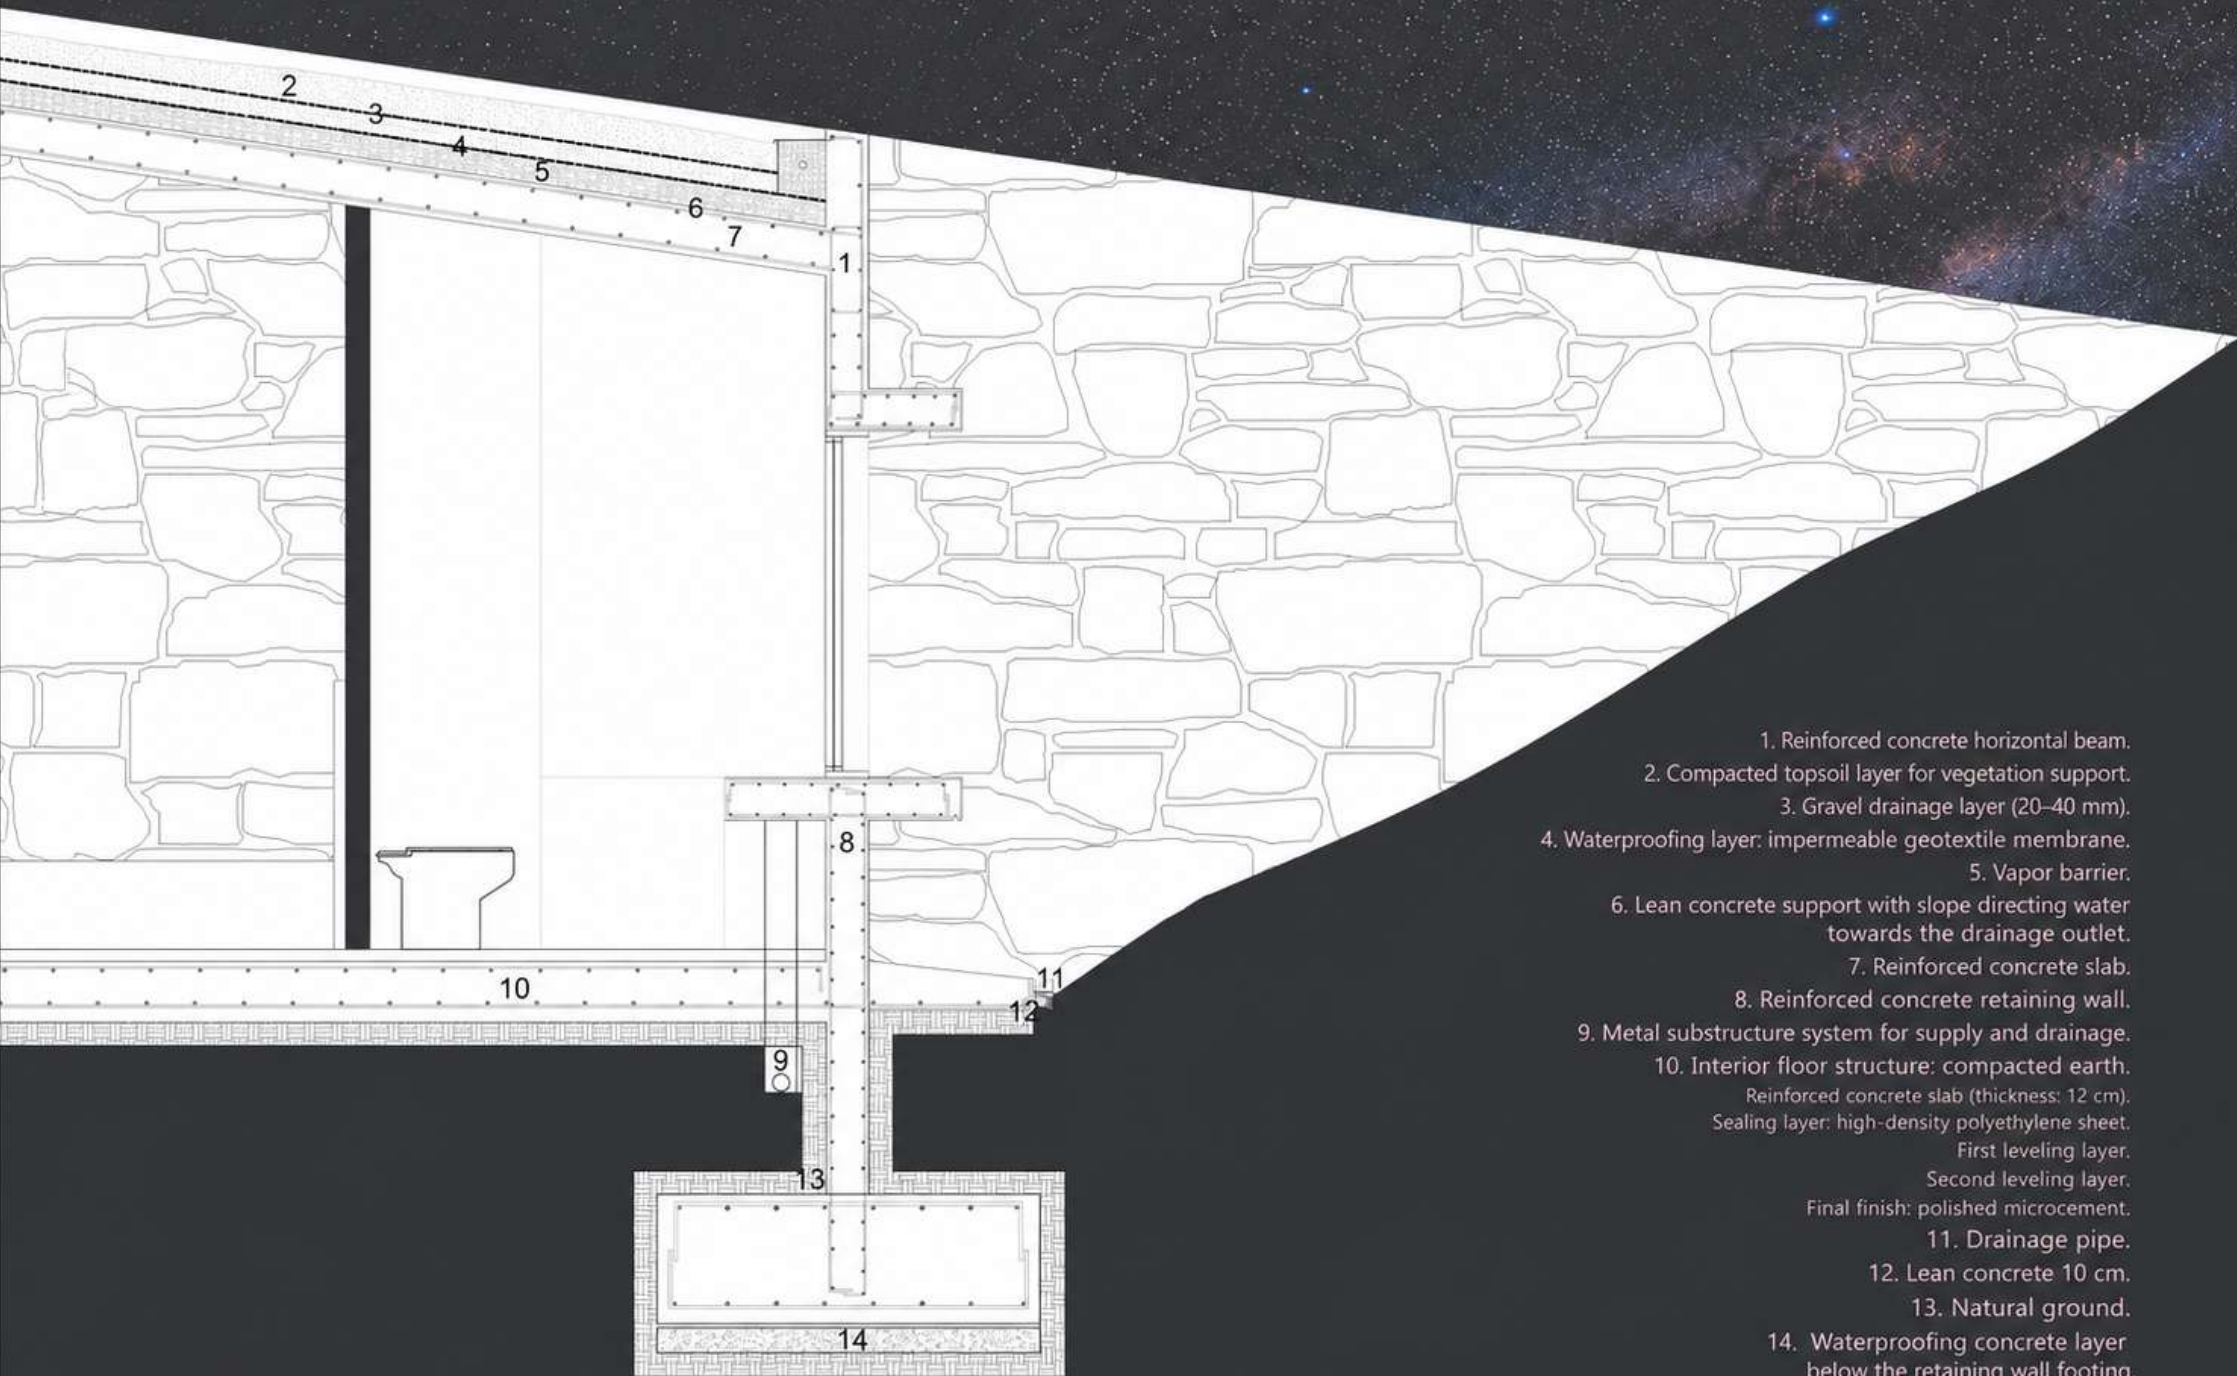 2
3
4
5
6
7
1
8
10
11
12
9
13
14
1. Reinforced concrete horizontal beam.
2. Compacted topsoil layer for vegetation support.
3. Gravel drainage layer (20–40 mm).
4. Waterproofing layer: impermeable geotextile membrane.
5. Vapor barrier.
6. Lean concrete support with slope directing water
towards the drainage outlet.
7. Reinforced concrete slab.
8. Reinforced concrete retaining wall.
9. Metal substructure system for supply and drainage.
10. Interior floor structure: compacted earth.
Reinforced concrete slab (thickness: 12 cm).
Sealing layer: high-density polyethylene sheet.
First leveling layer.
Second leveling layer.
Final finish: polished microcement.
11. Drainage pipe.
12. Lean concrete 10 cm.
13. Natural ground.
14. Waterproofing concrete layer
below the retaining wall footing